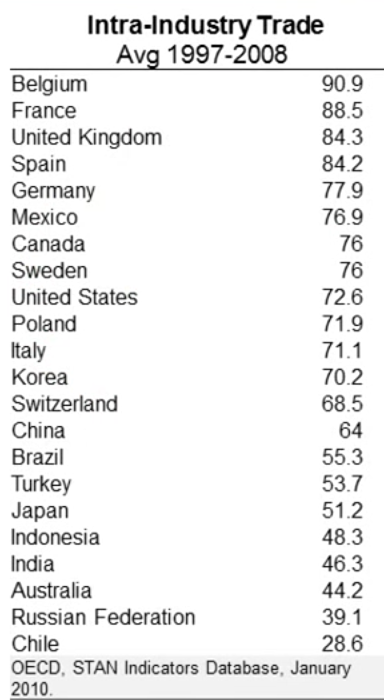 Intra-Industry Trade
Avg 1997-2008
Belgium 90.9
France 88.5
United Kingdom 84.3
Spain 84.2
Germany 77.9
Mexico 76.9
Canada 76
Sweden 76
United States 72.6
Poland 71.9
Italy 71.1
Korea 70.2
Switzerland 68.5
China 64
Brazil 55.3
Turkey 53.7
Japan 51.2
Indonesia 48.3
India 46.3
Australia 44.2
Russian Federation 39.1
Chile 28.6
OECD, STAN Indicators Database, January
2010.